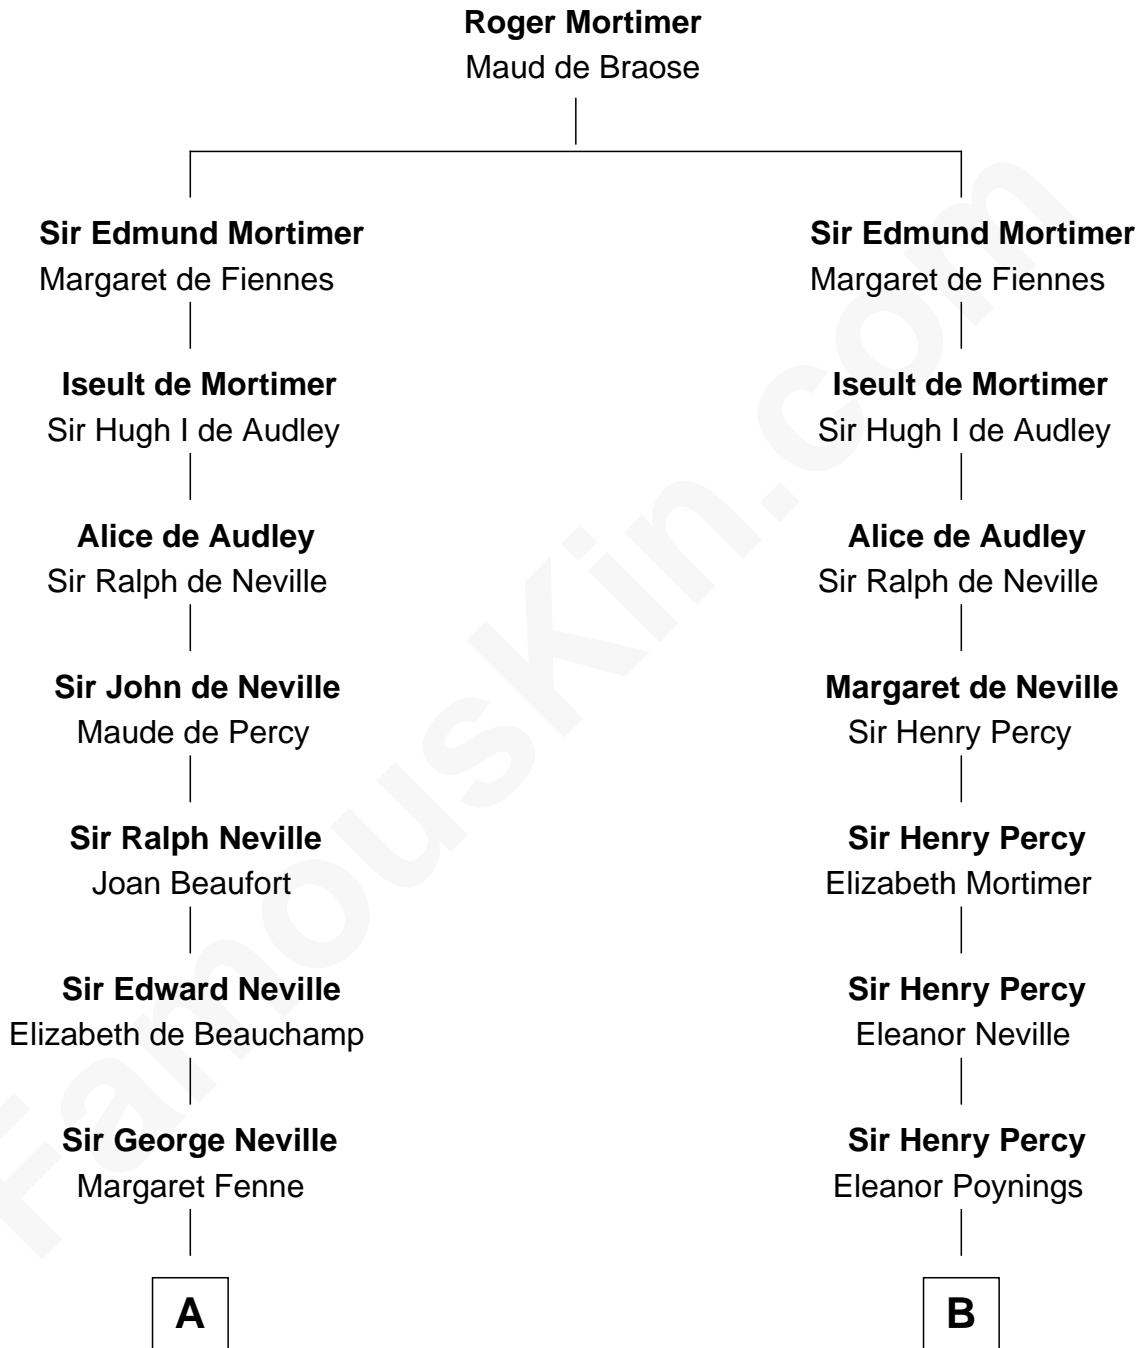 Roger Mortimer
Maud de Braose
Sir Edmund Mortimer
Margaret de Fiennes
Iseult de Mortimer
Sir Hugh I de Audley
Alice de Audley
Sir Ralph de Neville
Sir John de Neville
Maude de Percy
Sir Ralph Neville
Joan Beaufort
Sir Edward Neville
Elizabeth de Beauchamp
Sir George Neville
Margaret Fenne
A
Sir Edmund Mortimer
Margaret de Fiennes
Iseult de Mortimer
Sir Hugh I de Audley
Alice de Audley
Sir Ralph de Neville
Margaret de Neville
Sir Henry Percy
Sir Henry Percy
Elizabeth Mortimer
Sir Henry Percy
Eleanor Neville
Sir Henry Percy
Eleanor Poynings
B
FamousKin.com